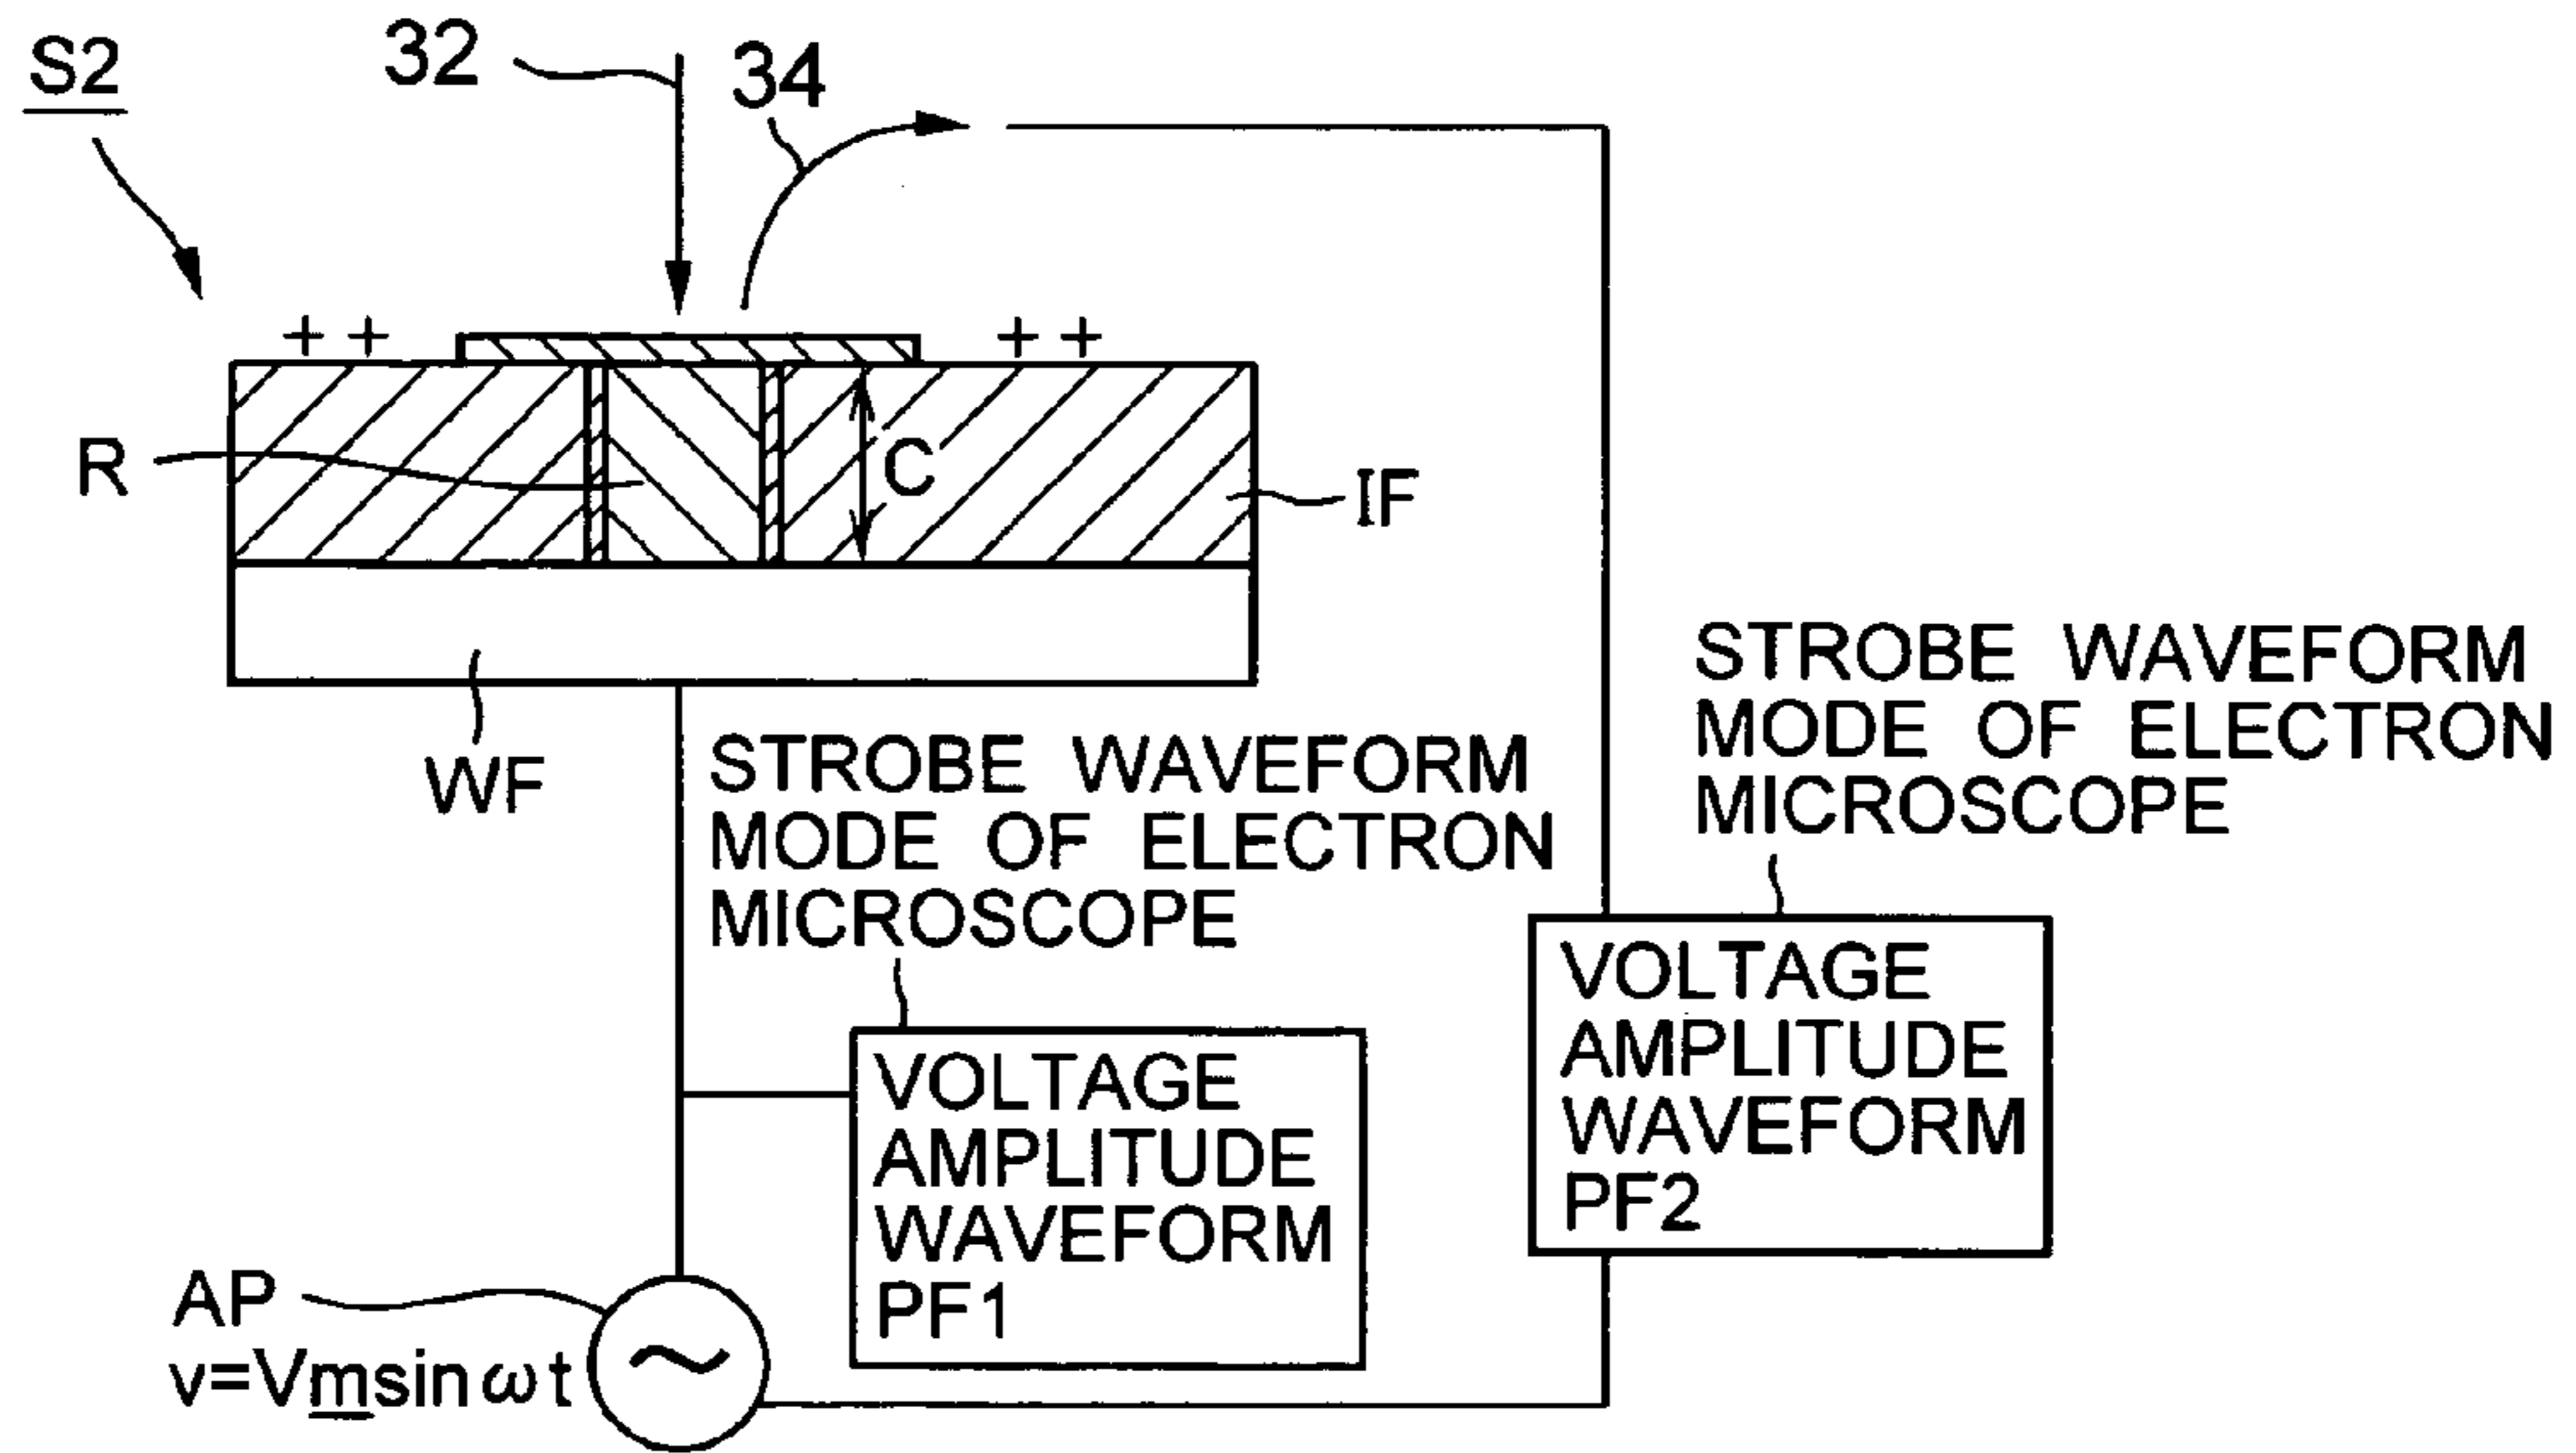 S2
32
34
+ +
+ +
R
C
IF
WF
STROBE WAVEFORM
MODE OF ELECTRON
MICROSCOPE
STROBE WAVEFORM
MODE OF ELECTRON
MICROSCOPE
VOLTAGE
AMPLITUDE
WAVEFORM
PF1
VOLTAGE
AMPLITUDE
WAVEFORM
PF2
AP
v=Vmsin ω t